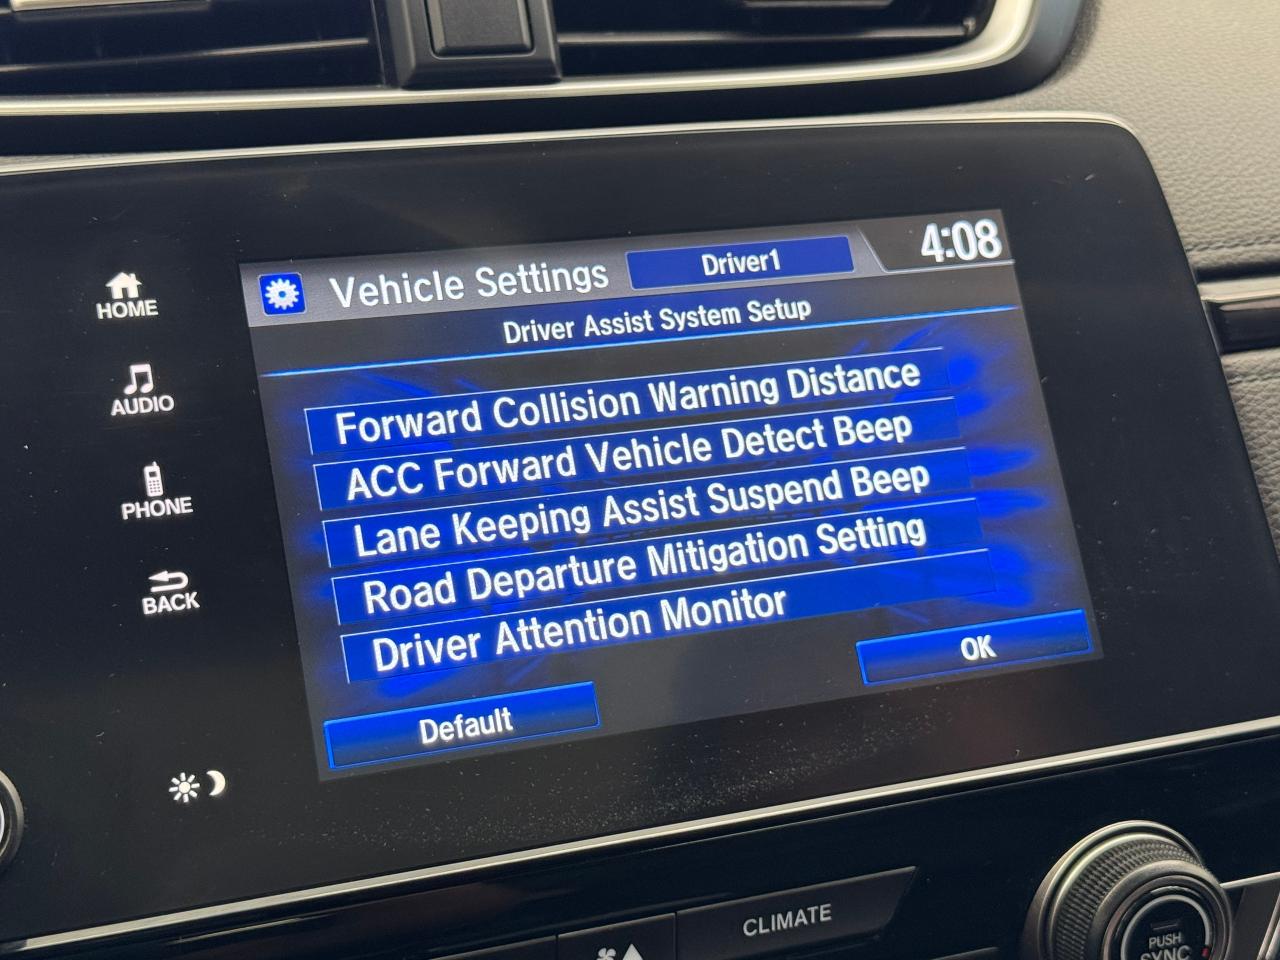 Vehicle Settings
Driver1
4:08
Driver Assist System Setup
HOME
AUDIO
PHONE
BACK
Forward Collision Warning Distance
ACC Forward Vehicle Detect Beep
Lane Keeping Assist Suspend Beep
Road Departure Mitigation Setting
Driver Attention Monitor
Default
OK
CLIMATE
PUSH
SYNC